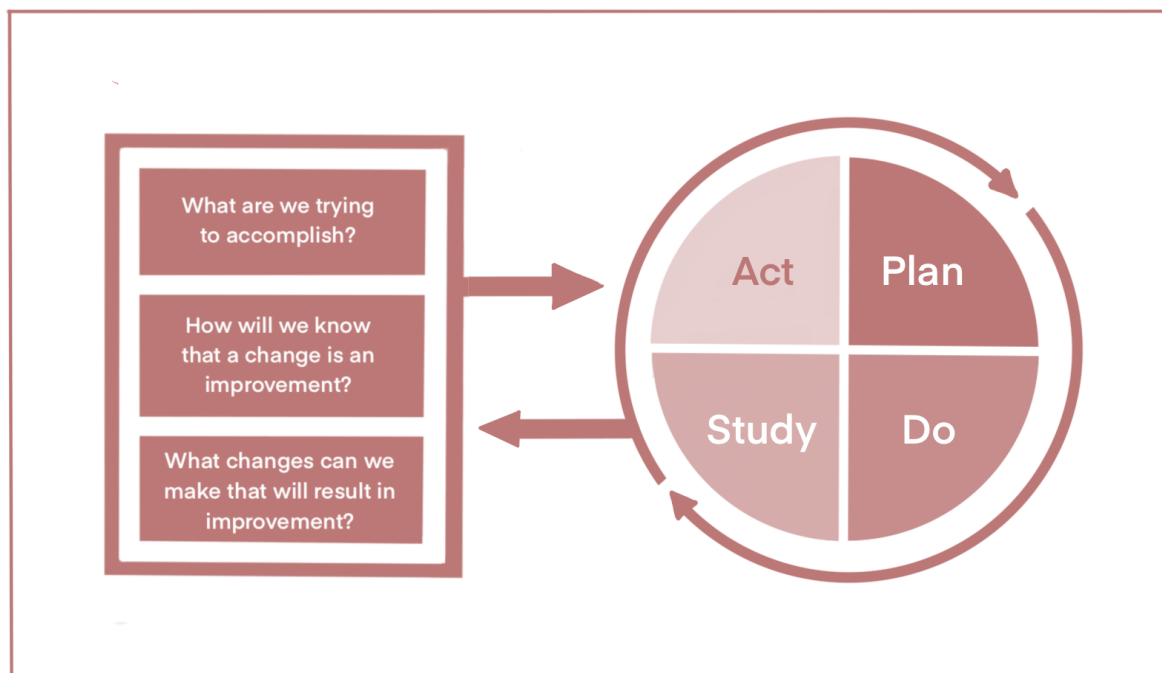 What are we trying
to accomplish?
How will we know
that a change is an
improvement?
What changes can we
make that will result in
improvement?
Act
Plan
Study
Do